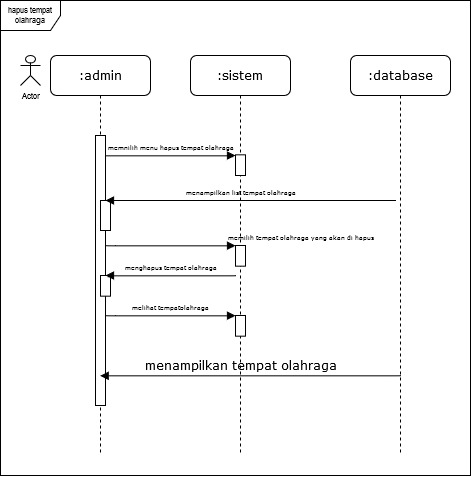 hapus tempat
olahraga
:admin
:sistem
:database
Actor
memnilih menu hapus tempat olahraga
menampilkan list tempat olahraga
memilih tempat olahraga yang akan di hapus
menghapus tempat olahraga
melihat tempatolahraga
menampilkan tempat olahraga